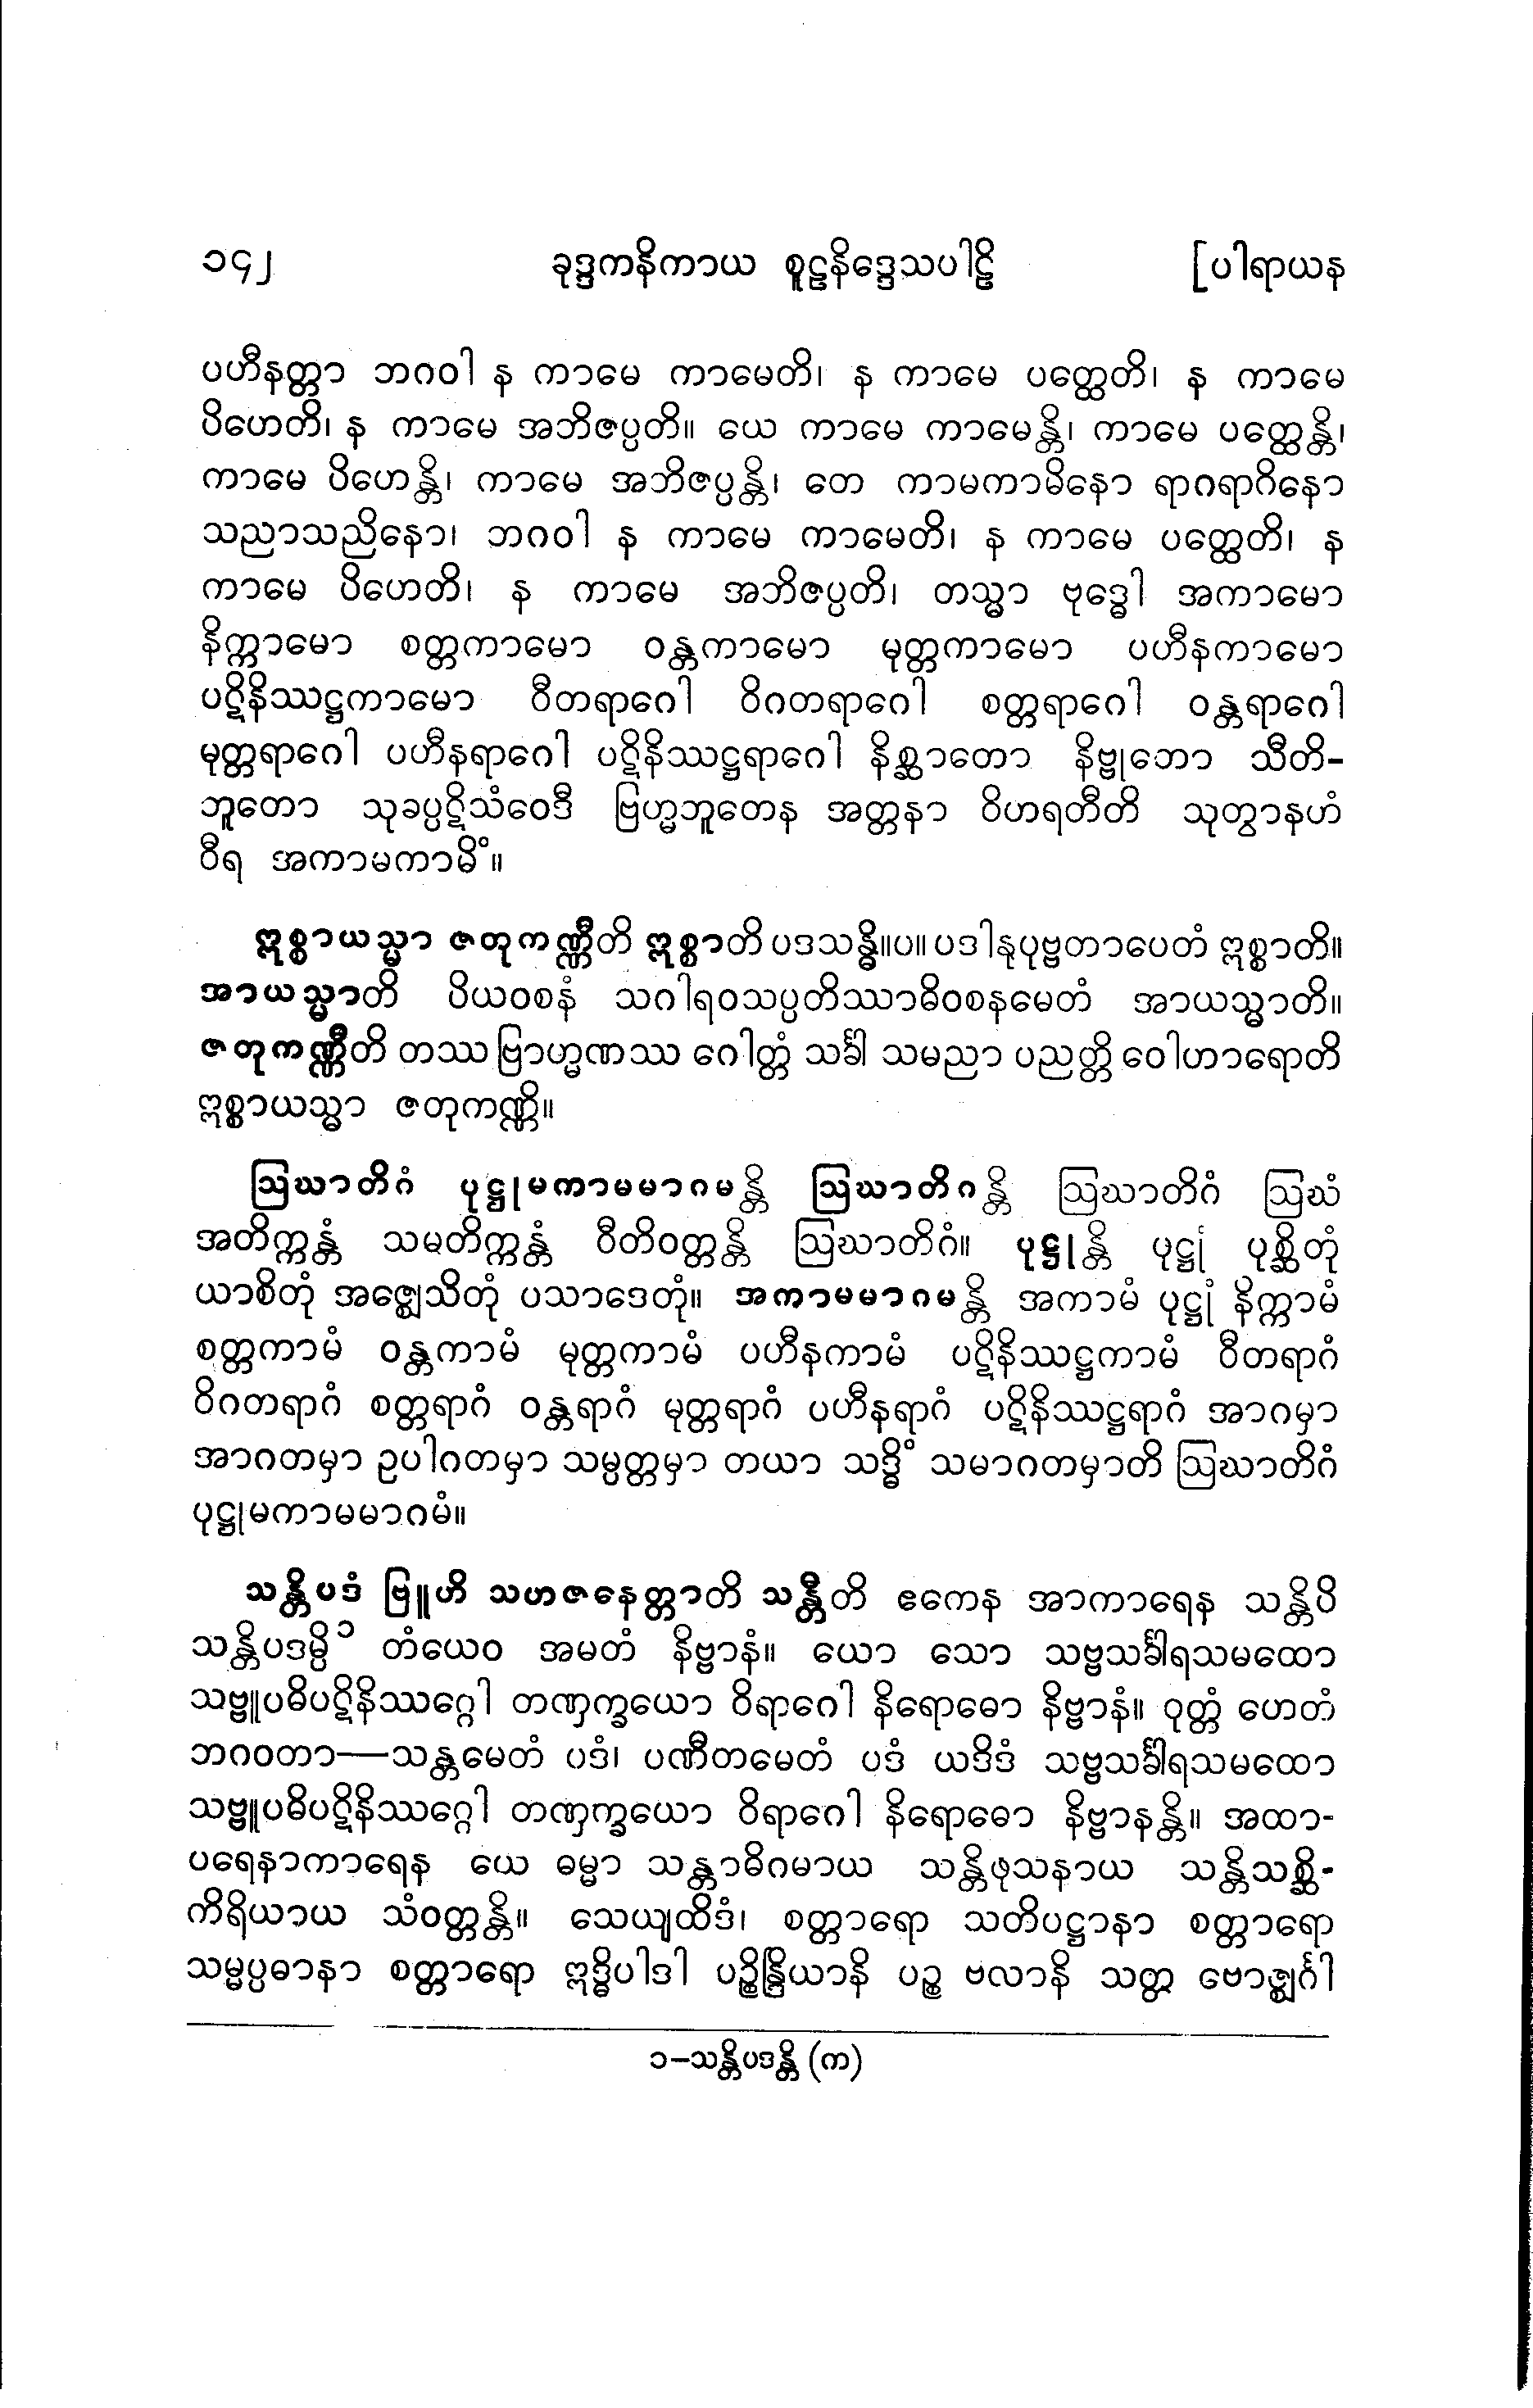 ၁၄၂ ခုဒ္ဒကနိကာယ စူဠနိဒ္ဒေသပါဠိ [ပါရာယန
ပဟီနတ္တာ ဘဂဝါ န ကာမေ ကာမေတိ၊ န ကာမေ ပတ္ထေတိ၊ န ကာမေ
ပိဟေတိ၊ န ကာမေ အဘိဇပ္ပတိ။ ယေ ကာမေ ကာမေန္တိ၊ ကာမေ ပတ္ထေန္တိ၊
ကာမေ ပိဟေန္တိ၊ ကာမေ အဘိဇပ္ပန္တိ၊ တေ ကာမကာမိနော ရာဂရာဂိနော
သညာသညိနော၊ ဘဂဝါ န ကာမေ ကာမေတိ၊ န ကာမေ ပတ္ထေတိ၊ န
ကာမေ ပိဟေတိ၊ န ကာမေ အဘိဇပ္ပတိ၊ တသ္မာ ဗုဒ္ဓေါ အကာမော
နိက္ကာမော စတ္တကာမော ဝန္တကာမော မုတ္တကာမော ပဟီနကာမော
ပဋိနိဿဋ္ဌကာမော ဝီတရာဂေါ ဝိဂတရာဂေါ စတ္တရာဂေါ ဝန္တရာဂေါ
မုတ္တရာဂေါ ပဟီနရာဂေါ ပဋိနိဿဋ္ဌရာဂေါ နိစ္ဆာတော နိဗ္ဗုတော သီတိ-
ဘူတော သုခပ္ပဋိသံဝေဒီ ဗြဟ္မဘူတေန အတ္တနာ ဝိဟရတီတိ သုတွာနဟံ
ဝီရ အကာမကာမိံ။
ဣစ္စာယသ္မာ ဇတုကဏ္ဏီတိ ဣစ္စာတိ ပဒသန္ဓိ။ပ။ ပဒါနုပုဗ္ဗတာပေတံ ဣစ္စာတိ။
အာယသ္မာတိ ပိယဝစနံ သဂါရဝသပ္ပတိဿာဓိဝစနမေတံ အာယသ္မာတိ။
ဇတုကဏ္ဏီတိ တဿ ဗြာဟ္မဏဿ ဂေါတ္တံ သင်္ခါ သမညာ ပညတ္တိ ဝေါဟာရောတိ
ဣစ္စာယသ္မာ ဇတုကဏ္ဏိ။
ဩဃာတိဂံ ပုဋ္ဌုမကာမမာဂမန္တိ ဩဃာတိဂန္တိ ဩဃာတိဂံ ဩဃံ
အတိက္ကန္တံ သမတိက္ကန္တံ ဝီတိဝတ္တန္တိ ဩဃာတိဂံ။ ပုဋ္ဌုန္တိ ပုဋ္ဌုံ ပုစ္ဆိတုံ
ယာစိတုံ အဇ္ဈေသိတုံ ပသာဒေတုံ။ အကာမမာဂမန္တိ အကာမံ ပုဋ္ဌုံ နိက္ကာမံ
စတ္တကာမံ ဝန္တကာမံ မုတ္တကာမံ ပဟီနကာမံ ပဋိနိဿဋ္ဌကာမံ ဝီတရာဂံ
ဝိဂတရာဂံ စတ္တရာဂံ ဝန္တရာဂံ မုတ္တရာဂံ ပဟီနရာဂံ ပဋိနိဿဋ္ဌရာဂံ အာဂမှာ
အာဂတမှာ ဥပါဂတမှာ သမ္ပတ္တမှာ တယာ သဒ္ဓိံ သမာဂတမှာတိ ဩဃာတိဂံ
ပုဋ္ဌုမကာမမာဂမံ။
သန္တိပဒံ ဗြူဟိ သဟဇနေတ္တာတိ သန္တီတိ ဧကေန အာကာရေန သန္တိပိ
သန္တိပဒမ္ပိ ၁ တံယေဝ အမတံ နိဗ္ဗာနံ။ ယော သော သဗ္ဗသင်္ခါရသမထော
သဗ္ဗူပဓိပဋိနိဿဂ္ဂေါ တဏှက္ခယော ဝိရာဂေါ နိရောဓော နိဗ္ဗာနံ။ ဝုတ္တံ ဟေတံ
ဘဂဝတာ—သန္တမေတံ ပဒံ၊ ပဏီတမေတံ ပဒံ ယဒိဒံ သဗ္ဗသင်္ခါရသမထော
သဗ္ဗူပဓိပဋိနိဿဂ္ဂေါ တဏှက္ခယော ဝိရာဂေါ နိရောဓော နိဗ္ဗာနန္တိ။ အထာ-
ပရေနာကာရေန ယေ ဓမ္မာ သန္တာဓိဂမာယ သန္တိဖုသနာယ သန္တိသစ္ဆိ-
ကိရိယာယ သံဝတ္တန္တိ။ သေယျထိဒံ၊ စတ္တာရော သတိပဋ္ဌာနာ စတ္တာရော
သမ္မပ္ပဓာနာ စတ္တာရော ဣဒ္ဓိပါဒါ ပဉ္စိန္ဒြိယာနိ ပဉ္စ ဗလာနိ သတ္တ ဗောဇ္ဈင်္ဂါ
၁–သန္တိပဒန္တိ (က)